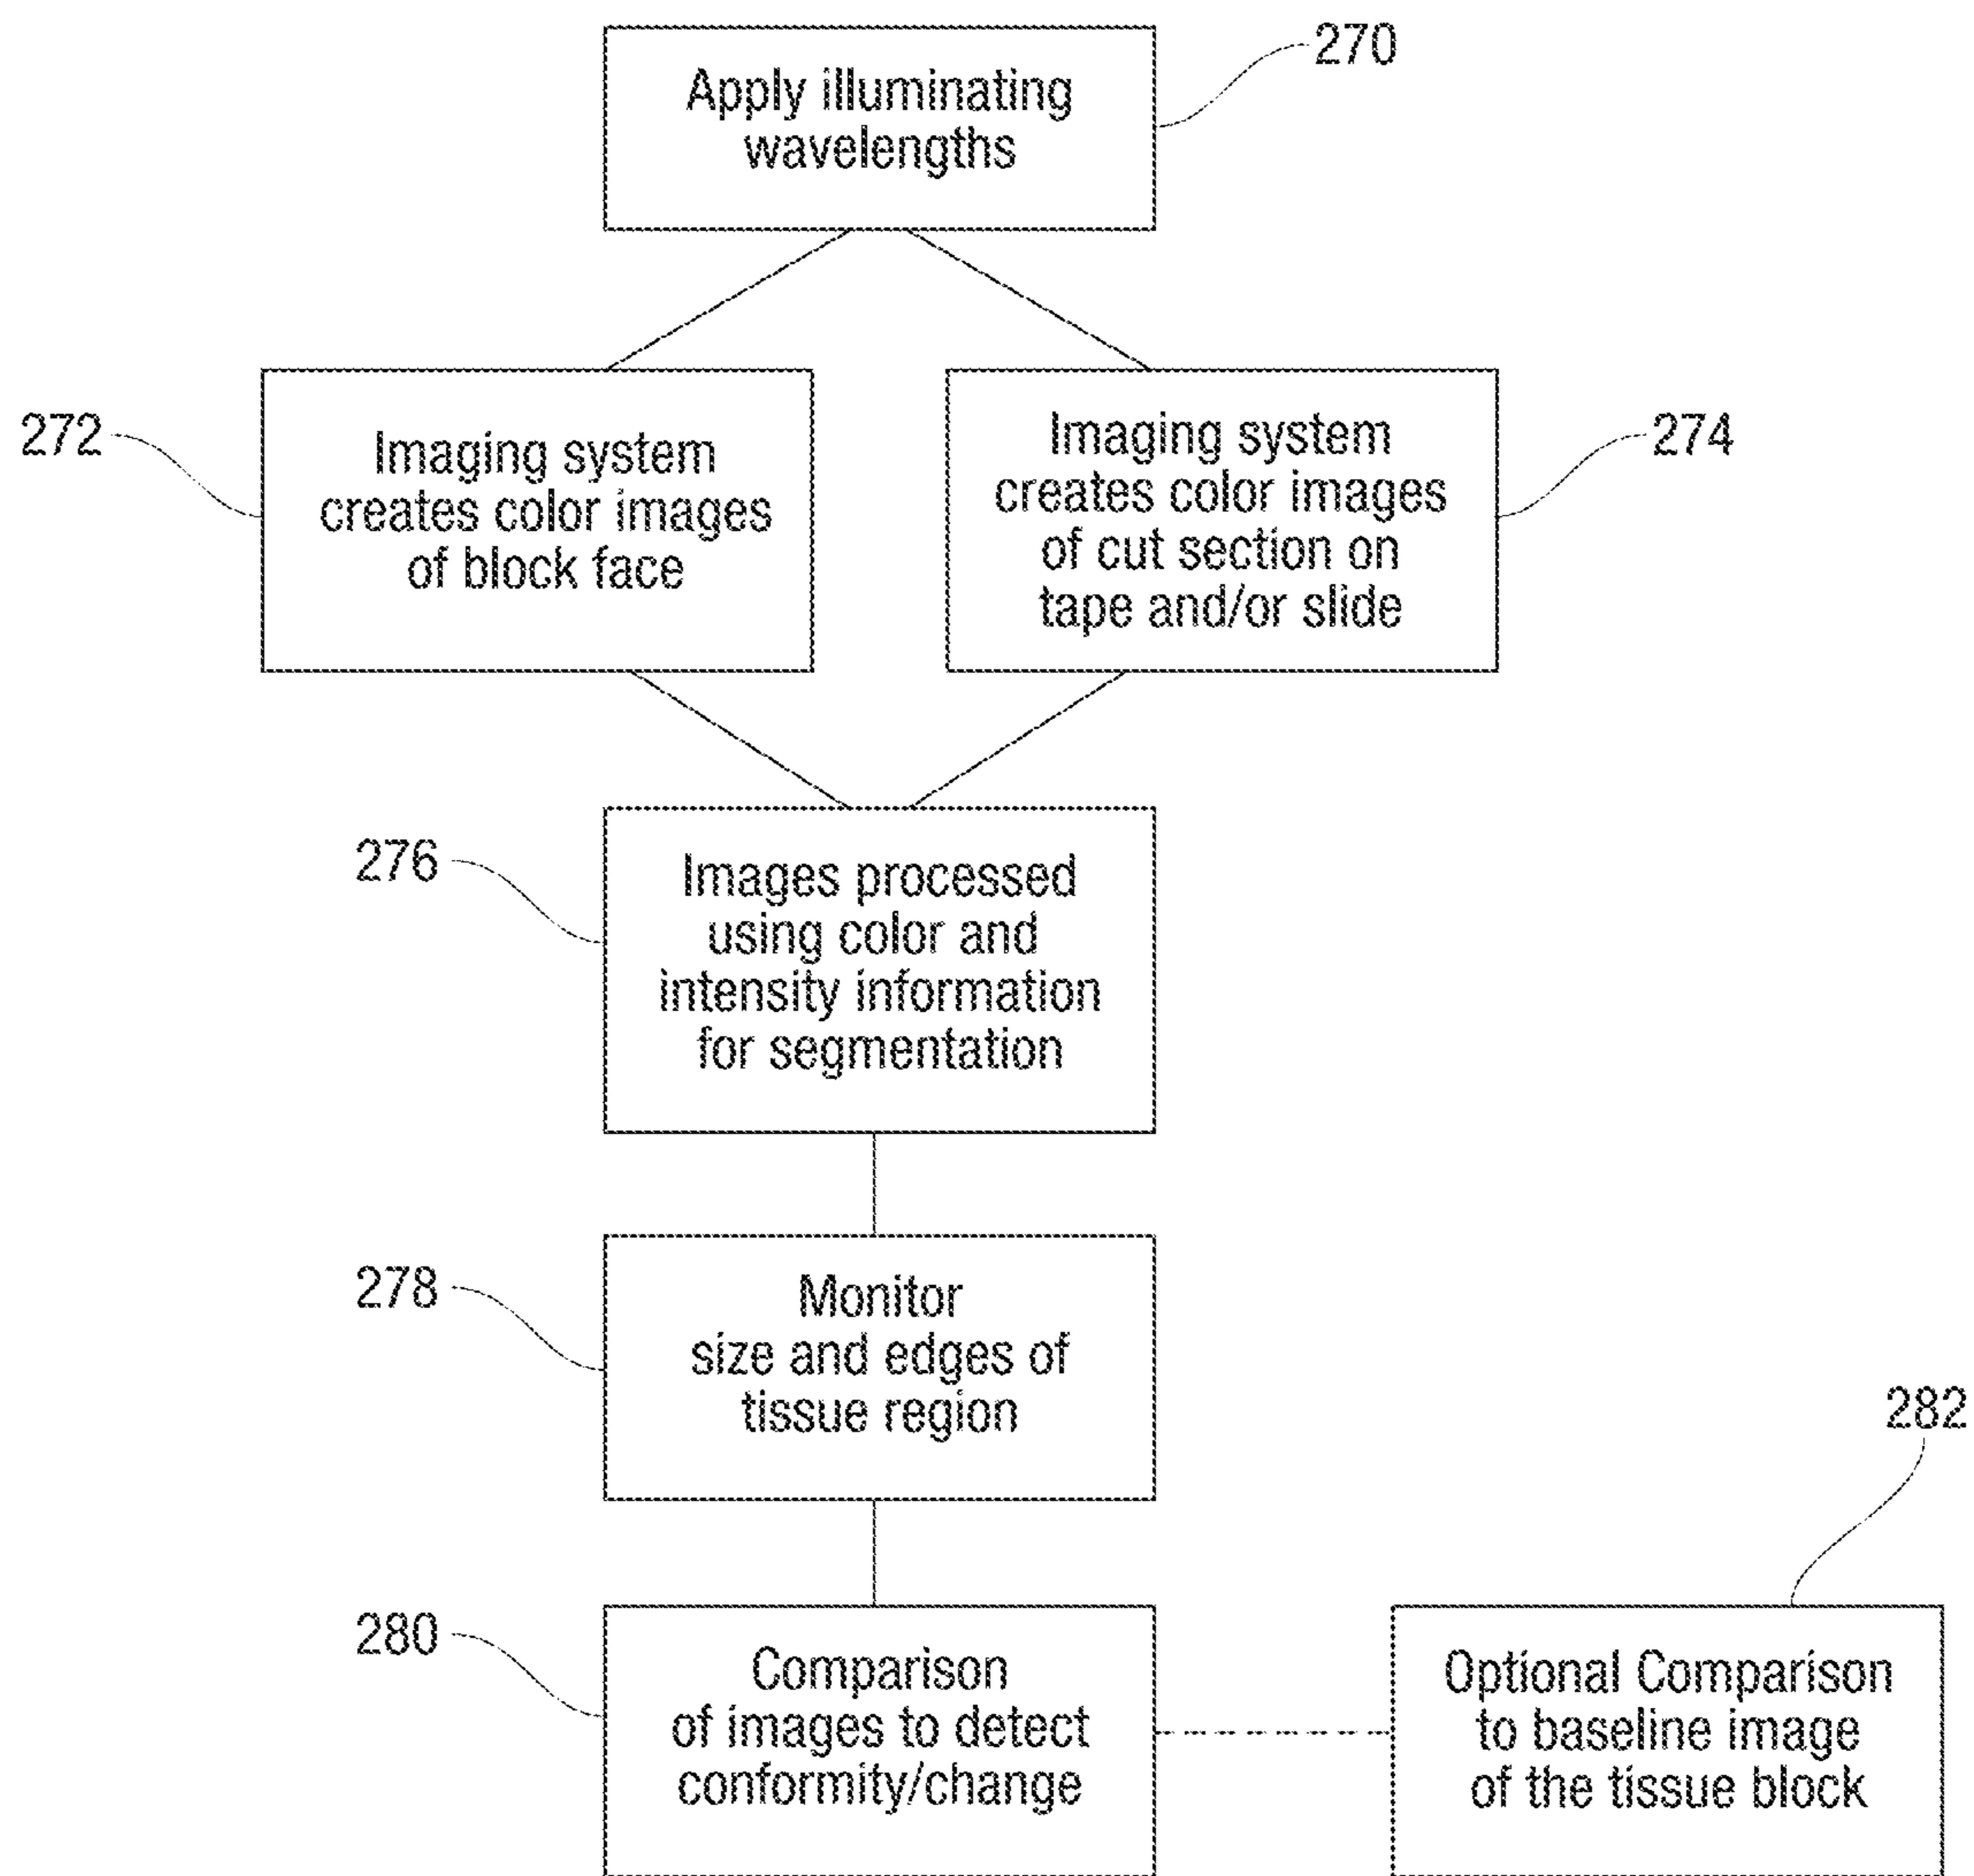 270
Apply illuminating
wavelengths
272
Imaging system
creates color images
of block face
274
Imaging system
creates color images
of cut section on
tape and/or slide
276
Images processed
using color and
intensity information
for segmentation
278
Monitor
size and edges of
tissue region
280
Comparison
of images to detect
conformity/change
282
Optional Comparison
to baseline image
of the tissue block